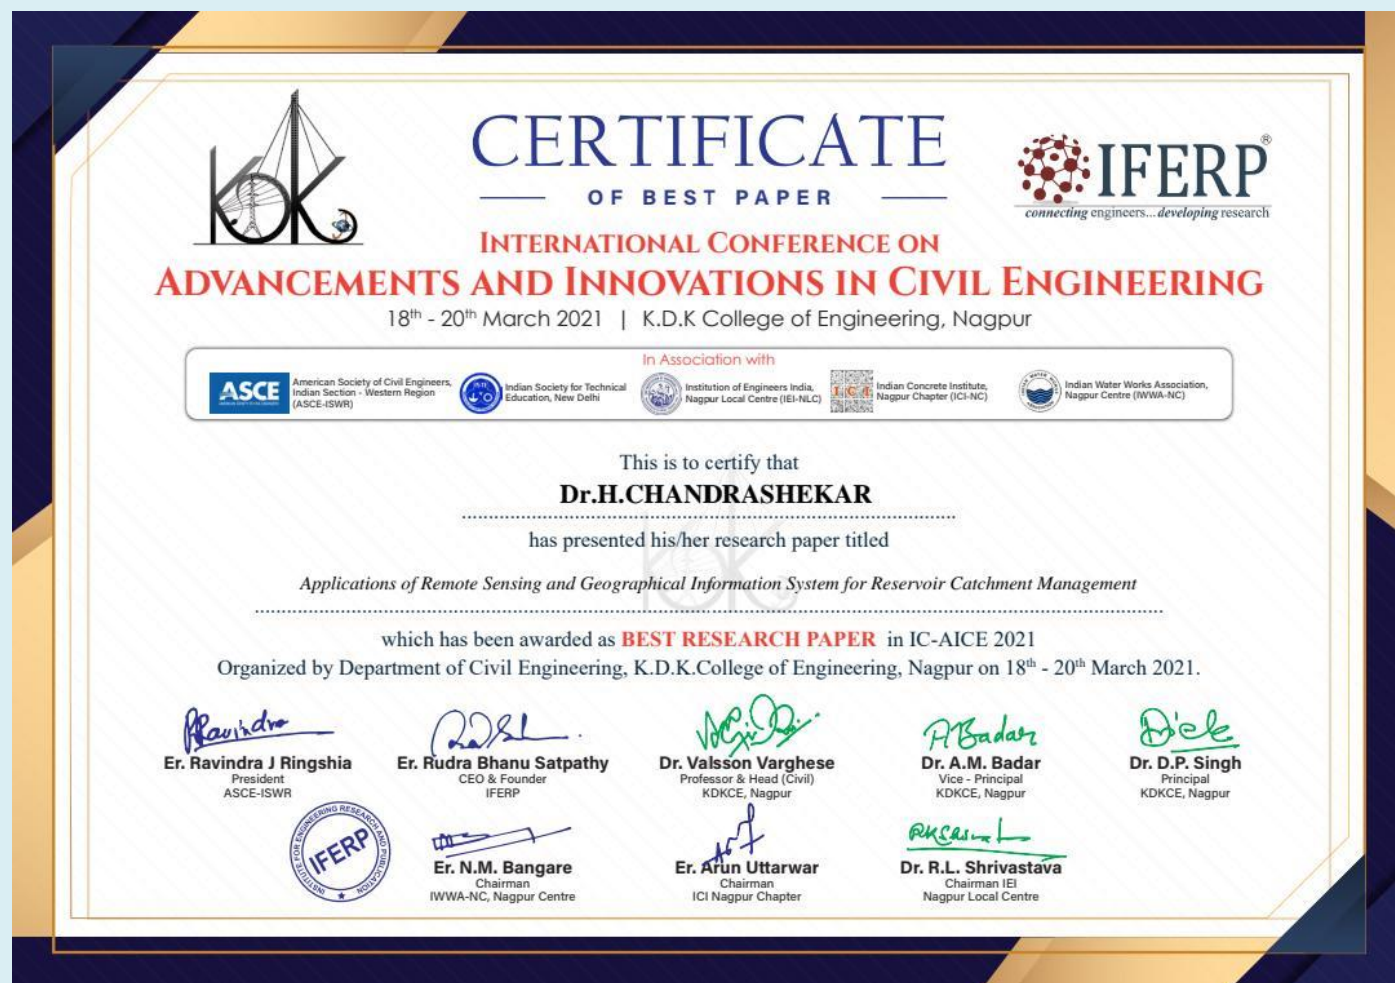 KDK
CERTIFICATE
OF BEST PAPER
IFERP®
connecting engineers...developing research
INTERNATIONAL CONFERENCE ON
ADVANCEMENTS AND INNOVATIONS IN CIVIL ENGINEERING
18th - 20th March 2021 | K.D.K College of Engineering, Nagpur
In Association with
ASCE
American Society of Civil Engineers,
Indian Section - Western Region
(ASCE-ISWR)
Indian Society for Technical
Education, New Delhi
Institution of Engineers India,
Nagpur Local Centre (IEI-NLC)
ICI
Indian Concrete Institute,
Nagpur Chapter (ICI-NC)
Indian Water Works Association,
Nagpur Centre (IWWA-NC)
This is to certify that
Dr.H.CHANDRASHEKAR
has presented his/her research paper titled
Applications of Remote Sensing and Geographical Information System for Reservoir Catchment Management
which has been awarded as BEST RESEARCH PAPER in IC-AICE 2021
Organized by Department of Civil Engineering, K.D.K.College of Engineering, Nagpur on 18th - 20th March 2021.
Er. Ravindra J Ringshia
President
ASCE-ISWR
Er. Rudra Bhanu Satpathy
CEO & Founder
IFERP
Dr. Valsson Varghese
Professor & Head (Civil)
KDKCE, Nagpur
Dr. A.M. Badar
Vice - Principal
KDKCE, Nagpur
Dr. D.P. Singh
Principal
KDKCE, Nagpur
INSTITUTE FOR ENGINEERING RESEARCH AND PUBLICATION
IFERP
Er. N.M. Bangare
Chairman
IWWA-NC, Nagpur Centre
Er. Arun Uttarwar
Chairman
ICI Nagpur Chapter
Dr. R.L. Shrivastava
Chairman IEI
Nagpur Local Centre